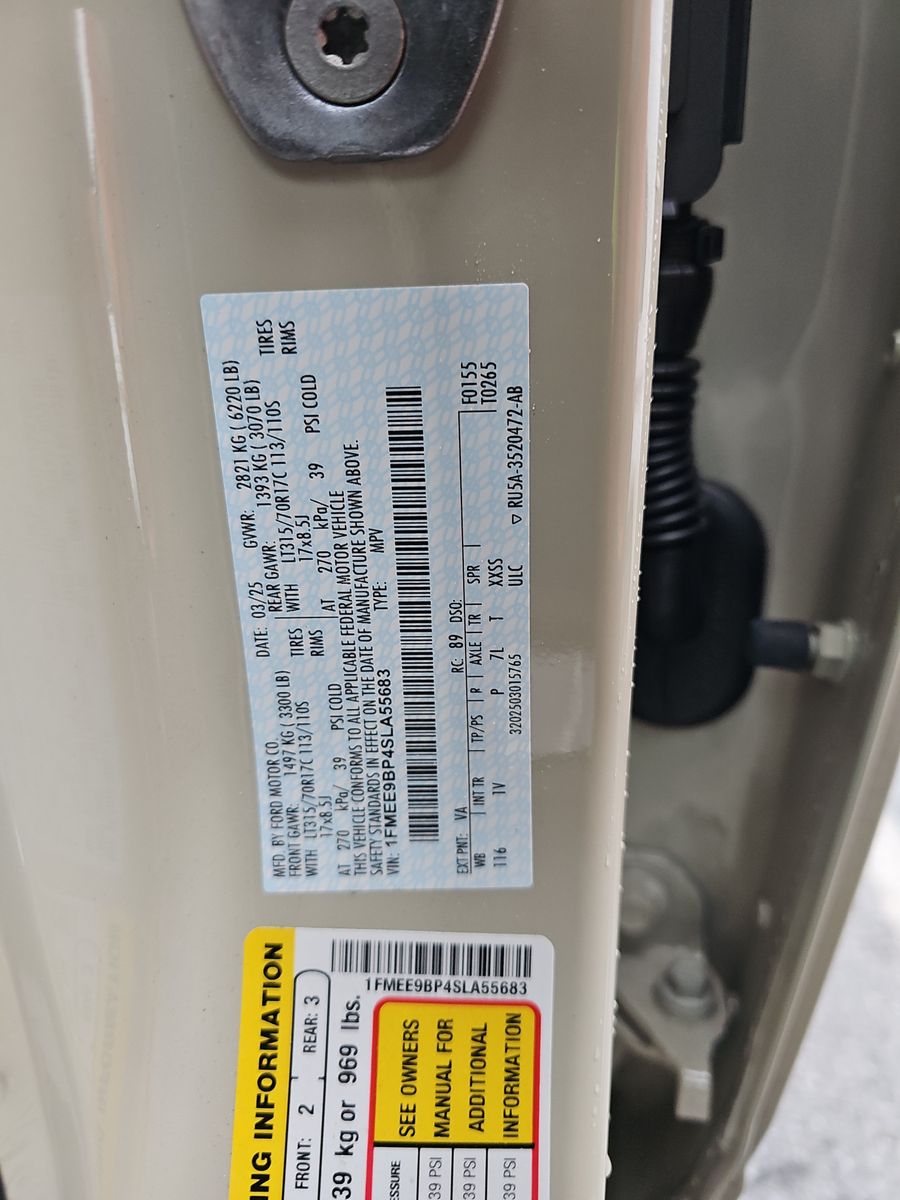 MFD. BY FORD MOTOR CO.
DATE: 03/25 GVWR: 2821 KG ( 6220 LB)
FRONT GAWR: 1497 KG ( 3300 LB)
REAR GAWR: 1393 KG ( 3070 LB)
WITH LT315/70R17C 113/110S TIRES
WITH LT315/70R17C 113/110S TIRES
17x8.5J RIMS
17x8.5J RIMS
AT 270 kPa/ 39 PSI COLD
AT 270 kPa/ 39 PSI COLD
THIS VEHICLE CONFORMS TO ALL APPLICABLE FEDERAL MOTOR VEHICLE
SAFETY STANDARDS IN EFFECT ON THE DATE OF MANUFACTURE SHOWN ABOVE.
VIN: 1FMEE9BP4SLA55683 TYPE: MPV
EXT PNT: VA RC: 89 DSO: F0155
WB INT TR TP/PS R AXLE TR SPR T0265
116 1V P 7L T XXSS
3202503015765 ULC ▽ RU5A-3520472-AB
ING INFORMATION
FRONT: 2 REAR: 3
39 kg or 969 lbs.
1FMEE9BP4SLA55683
SSURE
39 PSI
39 PSI
39 PSI
SEE OWNERS
MANUAL FOR
ADDITIONAL
INFORMATION